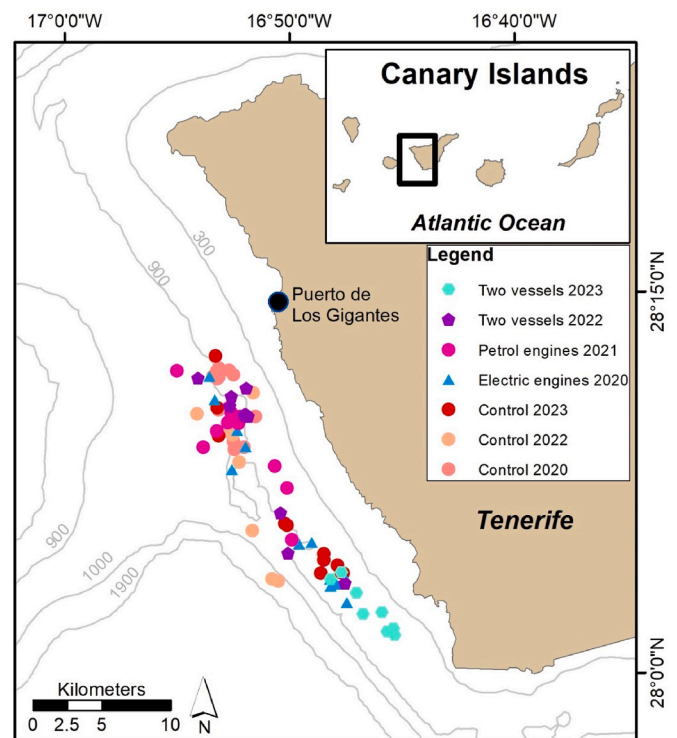 17°0'0"W 16°50'0"W 16°40'0"W
Canary Islands
Atlantic Ocean
300
900
Puerto de
Los Gigantes
28°15'0"N
Legend
Two vessels 2023
Two vessels 2022
Petrol engines 2021
Electric engines 2020
Control 2023
Control 2022
Control 2020
Tenerife
900
1000
1900
28°0'0"N
Kilometers
0 2.5 5 10
N